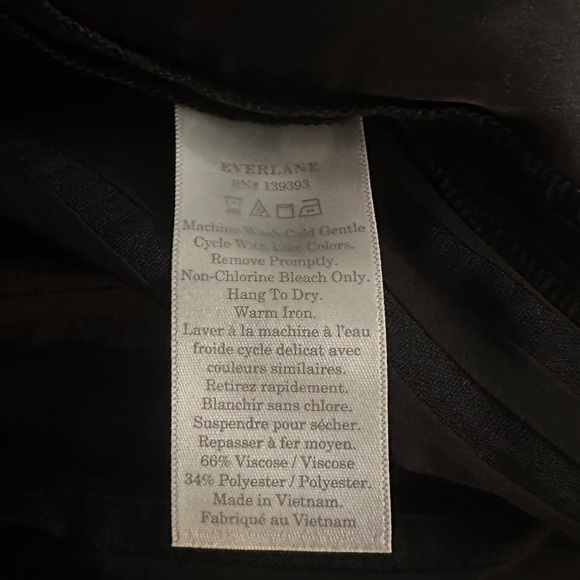 EVERLANE
RN# 139393
Machine Wash Cold Gentle
Cycle With Like Colors.
Remove Promptly.
Non-Chlorine Bleach Only.
Hang To Dry.
Warm Iron.
Laver à la machine à l'eau
froide cycle delicat avec
couleurs similaires.
Retirez rapidement.
Blanchir sans chlore.
Suspendre pour sécher.
Repasser à fer moyen.
66% Viscose / Viscose
34% Polyester / Polyester.
Made in Vietnam.
Fabriqué au Vietnam